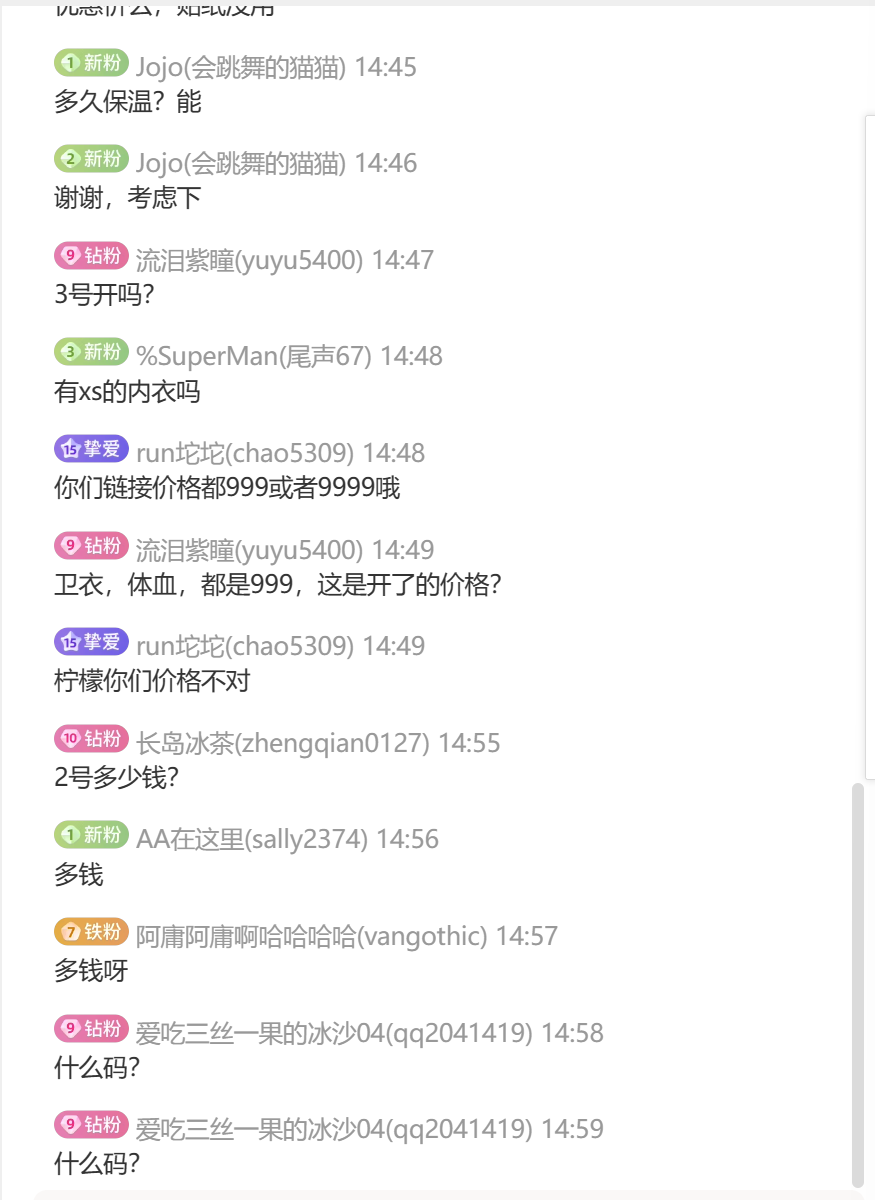 优惠价公，贴纸没用
1 新粉 Jojo(会跳舞的猫猫) 14:45
多久保温？能
2 新粉 Jojo(会跳舞的猫猫) 14:46
谢谢，考虑下
9 钻粉 流泪紫瞳(yuyu5400) 14:47
3号开吗？
3 新粉 %SuperMan(尾声67) 14:48
有xs的内衣吗
15 挚爱 run坨坨(chao5309) 14:48
你们链接价格都999或者9999哦
9 钻粉 流泪紫瞳(yuyu5400) 14:49
卫衣，体血，都是999，这是开了的价格？
15 挚爱 run坨坨(chao5309) 14:49
柠檬你们价格不对
10 钻粉 长岛冰茶(zhengqian0127) 14:55
2号多少钱？
1 新粉 AA在这里(sally2374) 14:56
多钱
7 铁粉 阿庸阿庸啊哈哈哈哈(vangothic) 14:57
多钱呀
9 钻粉 爱吃三丝一果的冰沙04(qq2041419) 14:58
什么码？
9 钻粉 爱吃三丝一果的冰沙04(qq2041419) 14:59
什么码？